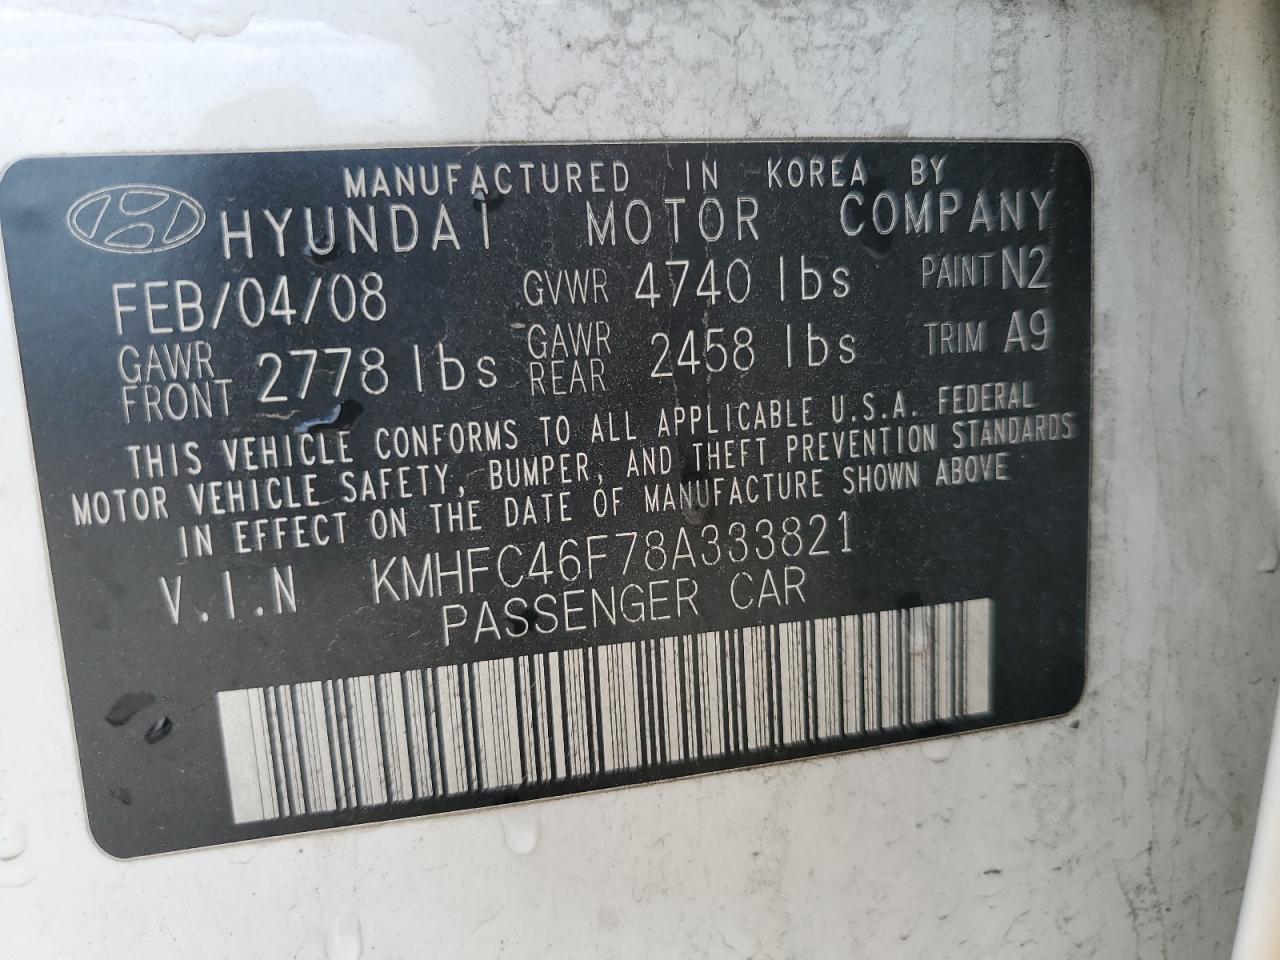 MANUFACTURED IN KOREA BY
HYUNDAI MOTOR COMPANY
FEB/04/08 GVWR 4740 lbs PAINT N2
GAWR FRONT 2778 lbs GAWR REAR 2458 lbs TRIM A9
THIS VEHICLE CONFORMS TO ALL APPLICABLE U.S.A. FEDERAL
MOTOR VEHICLE SAFETY, BUMPER, AND THEFT PREVENTION STANDARDS
IN EFFECT ON THE DATE OF MANUFACTURE SHOWN ABOVE
V.I.N KMHFC46F78A333821
PASSENGER CAR